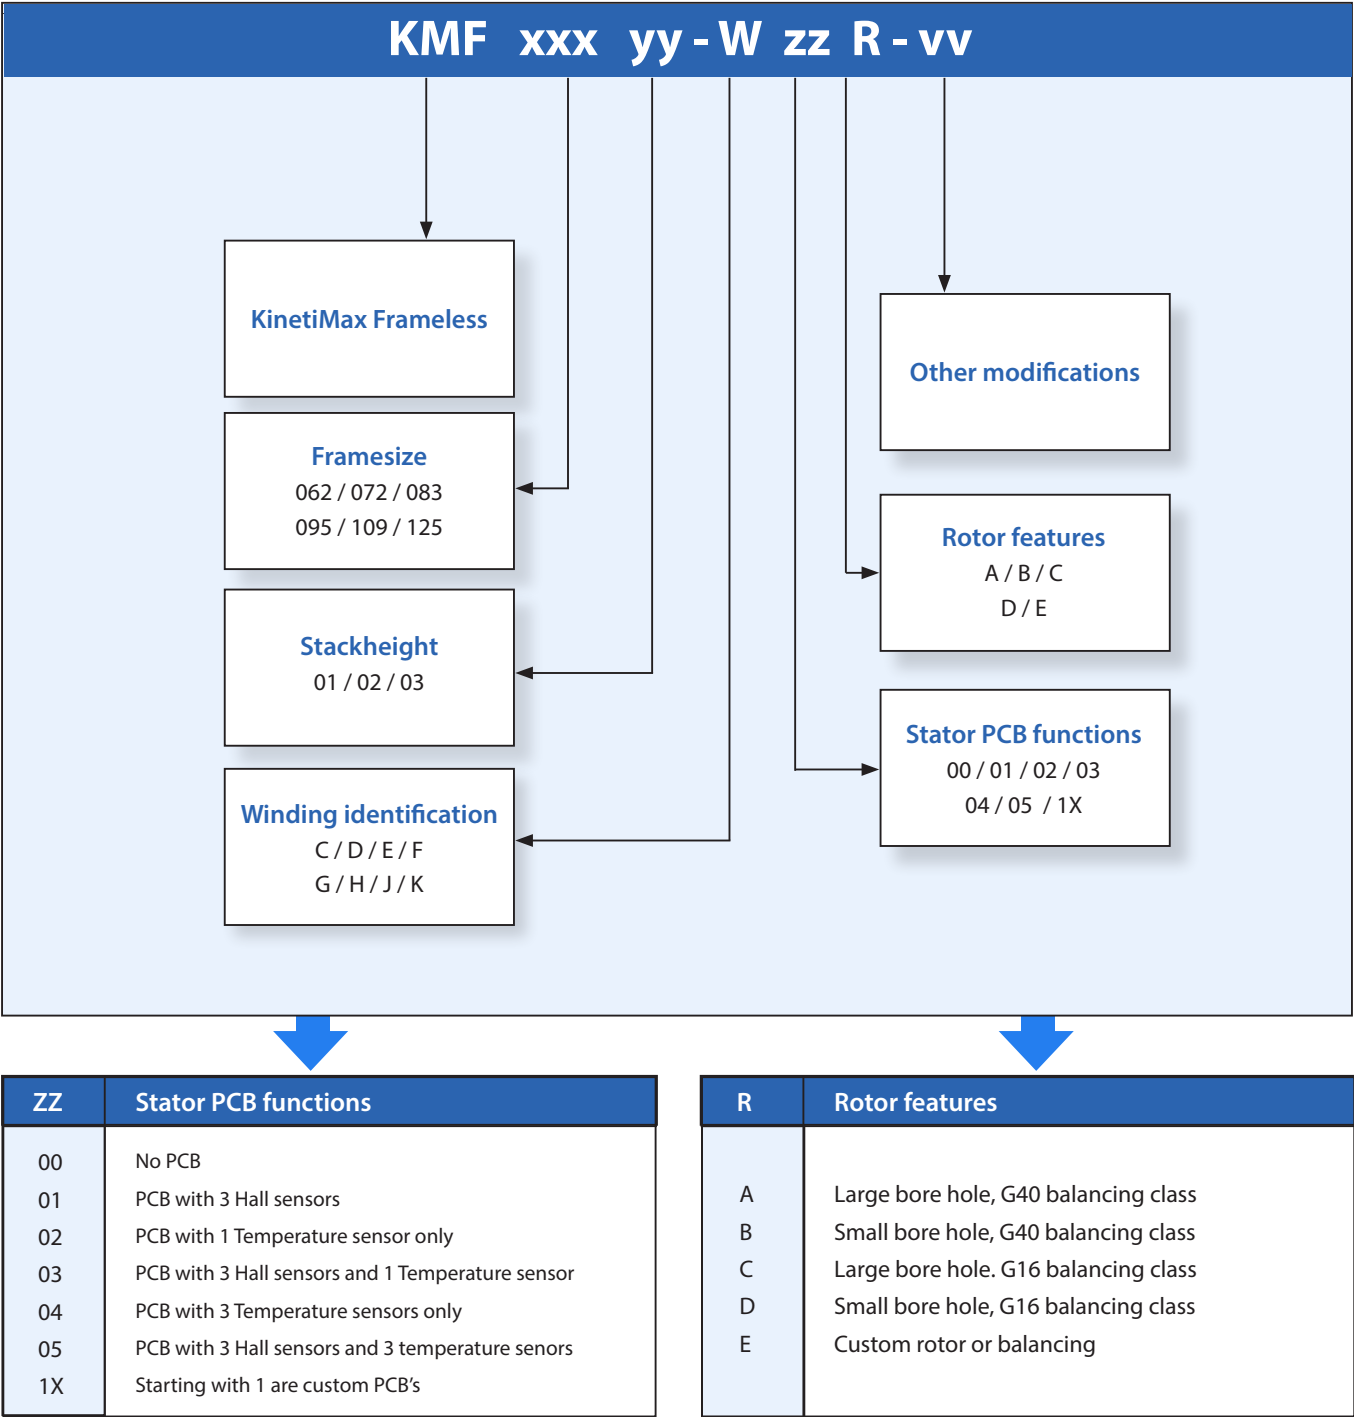 KMF xxx yy - W zz R - vv
KinetiMax Frameless
Framesize
062 / 072 / 083
095 / 109 / 125
Stackheight
01 / 02 / 03
Winding identification
C / D / E / F
G / H / J / K
Other modifications
Rotor features
A / B / C
D / E
Stator PCB functions
00 / 01 / 02 / 03
04 / 05 / 1X
ZZ Stator PCB functions
00 No PCB
01 PCB with 3 Hall sensors
02 PCB with 1 Temperature sensor only
03 PCB with 3 Hall sensors and 1 Temperature sensor
04 PCB with 3 Temperature sensors only
05 PCB with 3 Hall sensors and 3 temperature senors
1X Starting with 1 are custom PCB's
R Rotor features
A Large bore hole, G40 balancing class
B Small bore hole, G40 balancing class
C Large bore hole. G16 balancing class
D Small bore hole, G16 balancing class
E Custom rotor or balancing